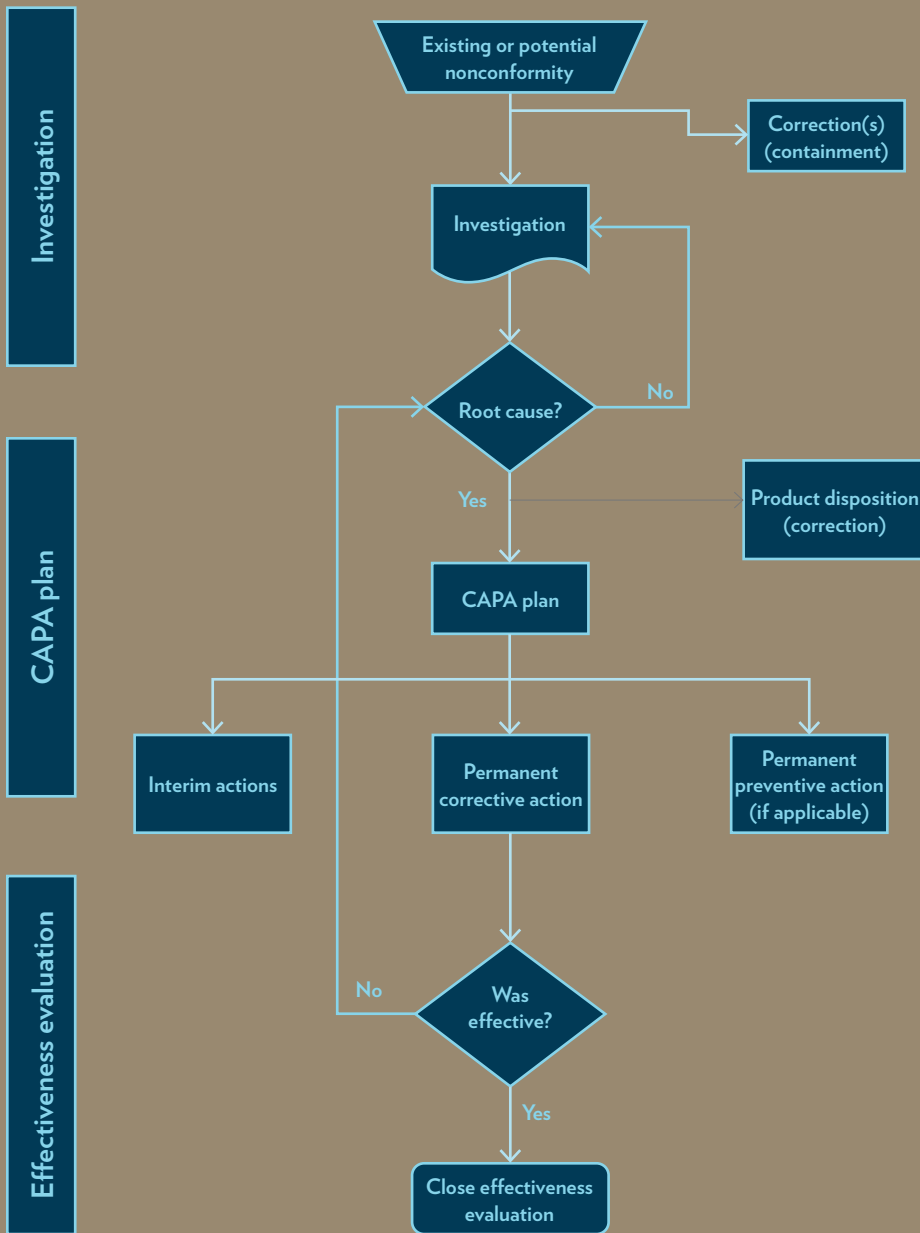 Investigation
Existing or potential
nonconformity
Correction(s)
(containment)
Investigation
Root cause?
No
CAPA plan
Yes
Product disposition
(correction)
CAPA plan
Interim actions
Permanent
corrective action
Permanent
preventive action
(if applicable)
Effectiveness evaluation
No
Was
effective?
Yes
Close effectiveness
evaluation